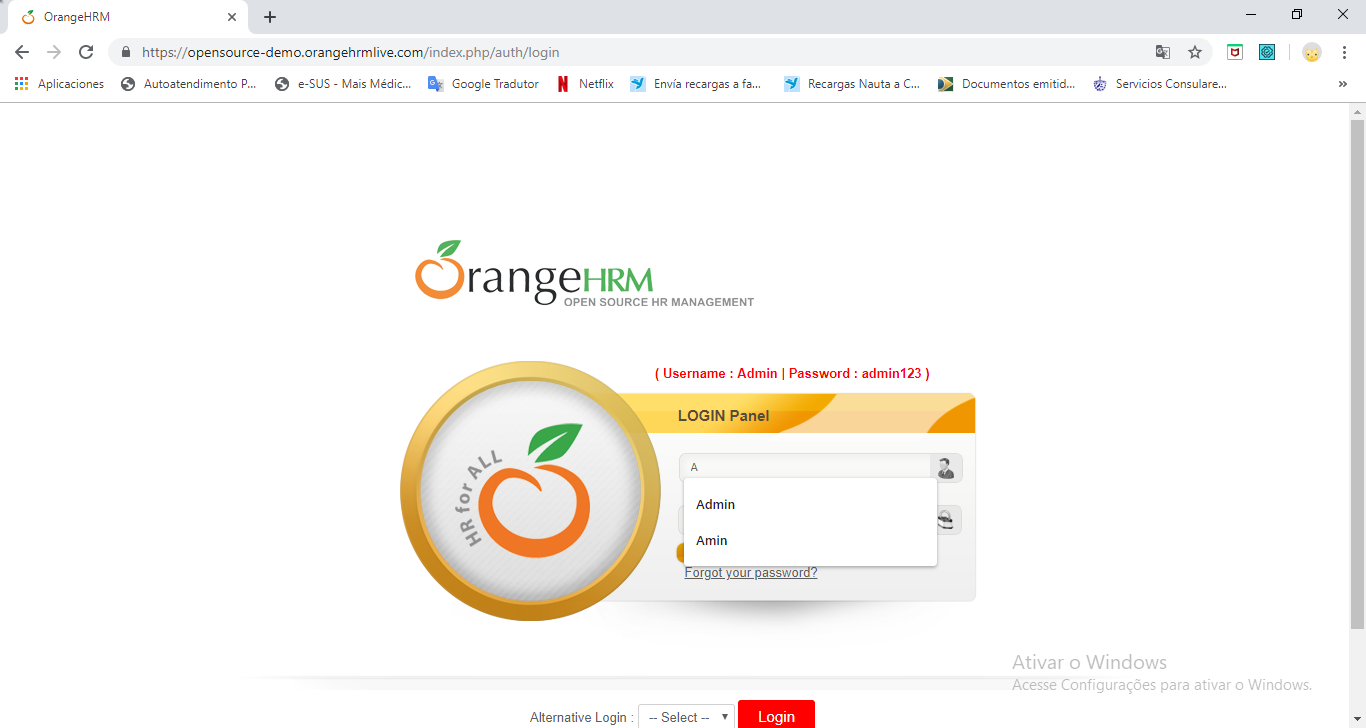 OrangeHRM
https://opensource-demo.orangehrmlive.com/index.php/auth/login
Aplicaciones
Autoatendimento P...
e-SUS - Mais Médic...
Google Tradutor
Netflix
Envía recargas a fa...
Recargas Nauta a C...
Documentos emitid...
Servicios Consulare...
»
OrangeHRM
OPEN SOURCE HR MANAGEMENT
( Username : Admin | Password : admin123 )
LOGIN Panel
HR for ALL
A
Admin
Amin
Forgot your password?
Ativar o Windows
Acesse Configurações para ativar o Windows.
Alternative Login : -- Select -- Login